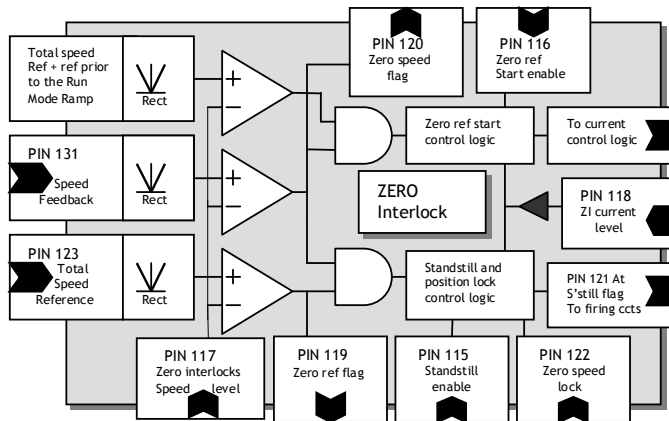 Total speed
Ref + ref prior
to the Run
Mode Ramp
Rect
PIN 120
Zero speed
flag
PIN 116
Zero ref
Start enable
PIN 131
Speed
Feedback
Rect
Zero ref start
control logic
To current
control logic
ZERO
Interlock
PIN 118
ZI current
level
PIN 123
Total
Speed
Reference
Rect
Standstill and
position lock
control logic
PIN 121 At
S'still flag
To firing ccts
PIN 117
Zero interlocks
Speed level
PIN 119
Zero ref flag
PIN 115
Standstill
enable
PIN 122
Zero speed
lock